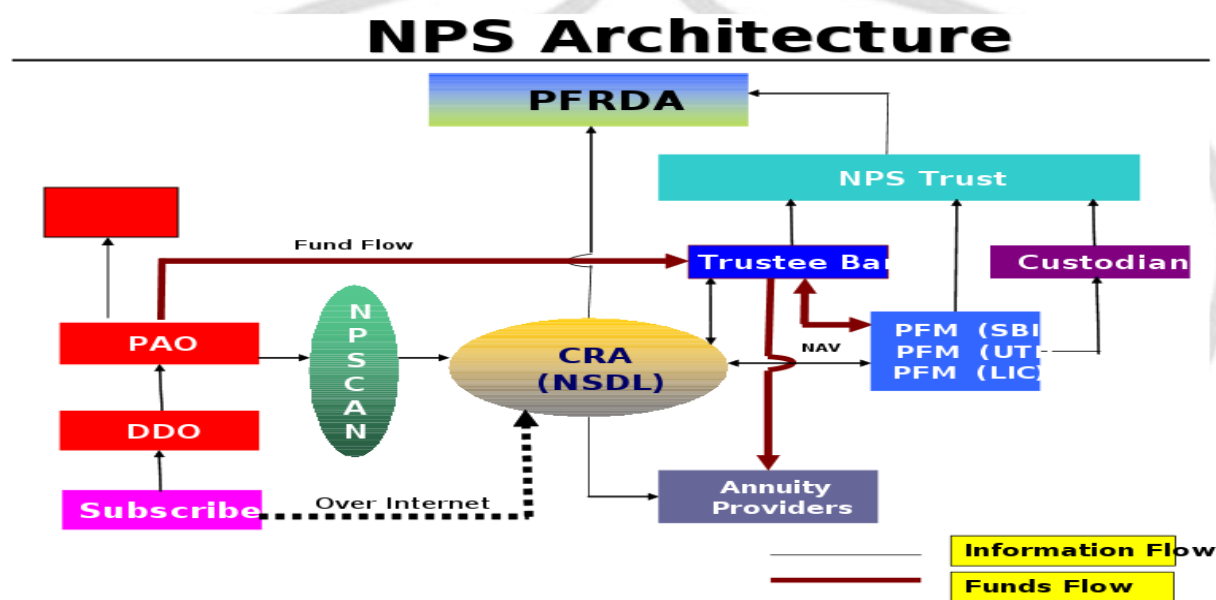 NPS Architecture
PFRDA
NPS Trust
Fund Flow
Trustee Ban
Custodian
PAO
N
P
S
C
A
N
CRA
(NSDL)
NAV
PFM (SBI
PFM (UTI
PFM (LIC)
DDO
Subscribe
Over Internet
Annuity
Providers
Information Flow
Funds Flow